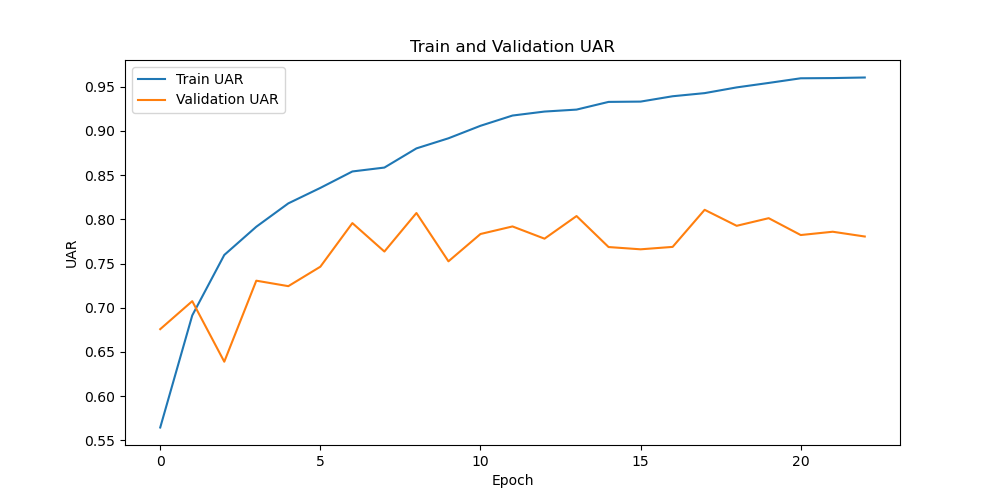 Train and Validation UAR
Train UAR
Validation UAR
UAR
0.95
0.90
0.85
0.80
0.75
0.70
0.65
0.60
0.55
0 5 10 15 20
Epoch